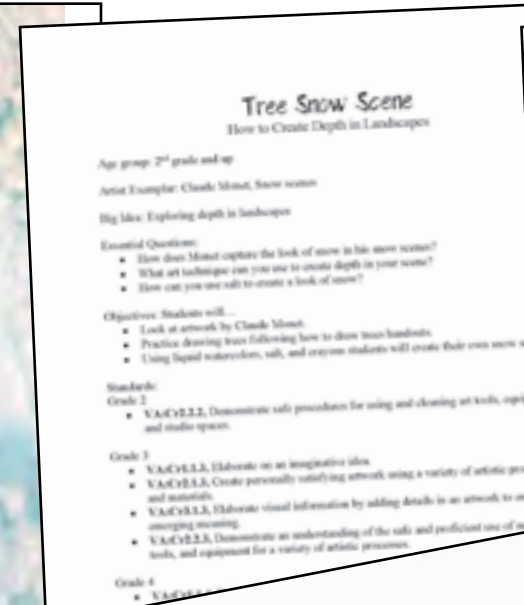 Tree Snow Scene
How to Create Depth in Landscapes
Age group: 2nd grade and up
Artist Exemplar: Claude Monet, Snow scenes
Big Idea: Exploring depth in landscapes
Essential Questions:
• How does Monet capture the look of snow in his snow scenes?
• What art technique can you use to create depth in your scene?
• How can you use salt to create a look of snow?
Objectives: Students will...
• Look at artwork by Claude Monet.
• Practice drawing trees following how to draw trees handouts.
• Using liquid watercolors, salt, and crayons students will create their own snow
Standards:
Grade 2
• VA:Cr2.2.2, Demonstrate safe procedures for using and cleaning art tools,
and studio spaces.
Grade 3
• VA:Cr1.1.3, Elaborate on an imaginative idea.
• VA:Cr2.1.3, Create personally satisfying artwork using a variety of artistic
and materials.
• VA:Cr3.1.3, Elaborate visual information by adding details in an artwork to
emerging meaning.
• VA:Cr2.2.3, Demonstrate an understanding of the safe and proficient use of
tools, and equipment for a variety of artistic processes.
Grade 4